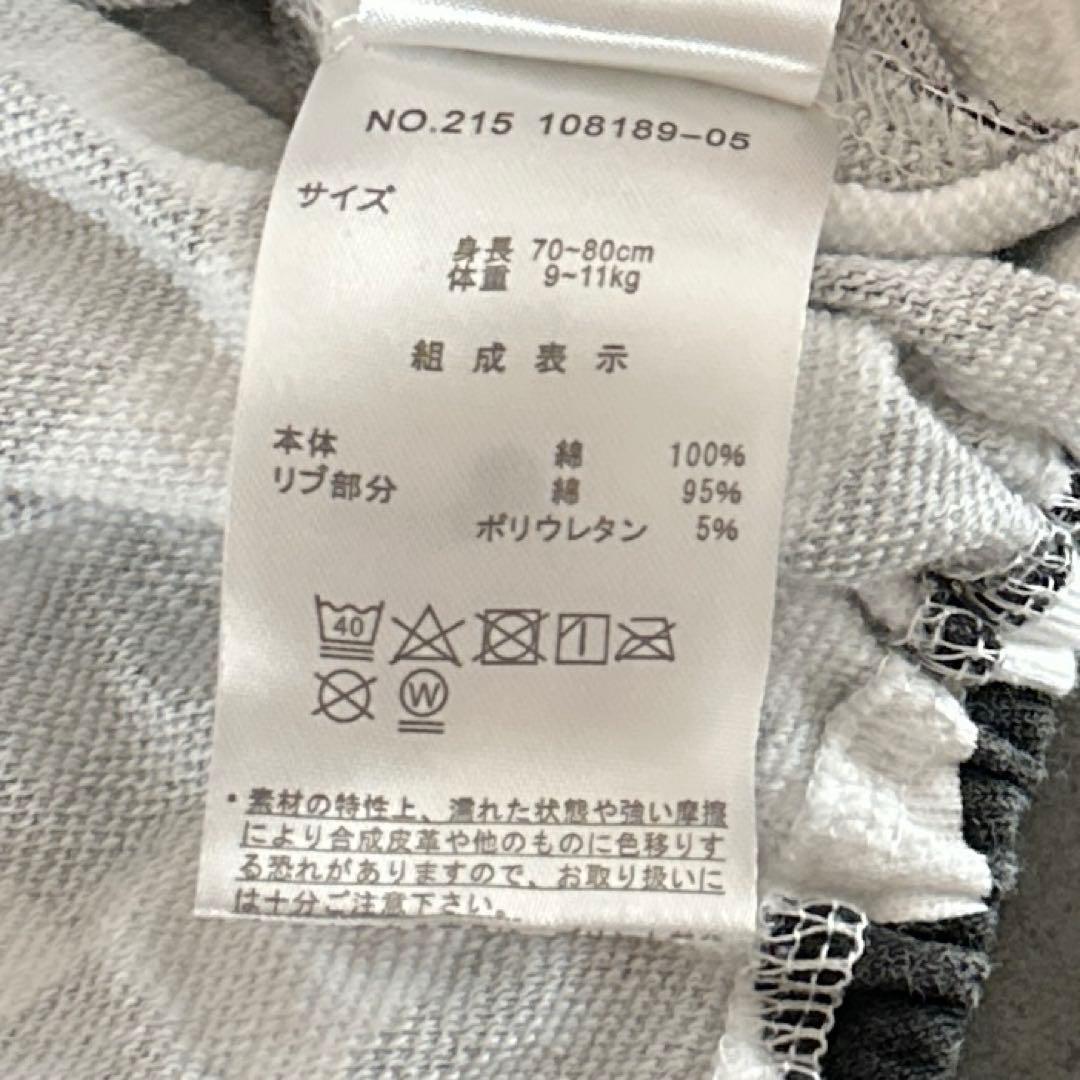 NO.215 108189-05
サイズ
身長 70~80cm
体重 9~11kg
組成表示
本体 綿 100%
リブ部分 綿 95%
ポリウレタン 5%
40
W
・素材の特性上、濡れた状態や強い摩擦
により合成皮革や他のものに色移りす
る恐れがありますので、お取り扱いに
は十分ご注意下さい。